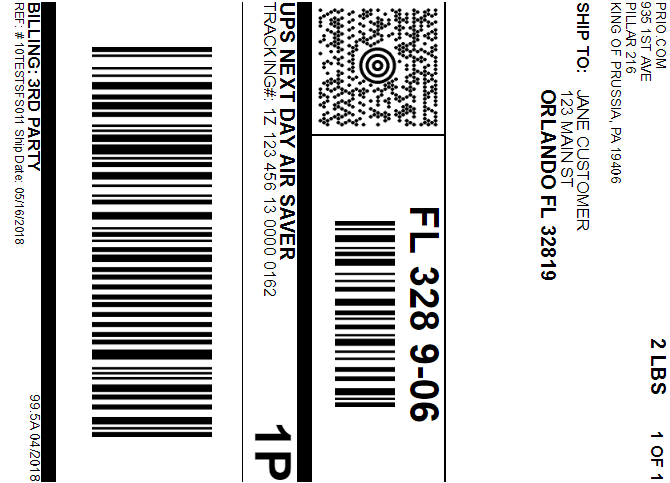 PRIO.COM
935 1ST AVE
PILLAR 216
KING OF PRUSSIA, PA 19406
2 LBS
1 OF 1
SHIP TO: JANE CUSTOMER
123 MAIN ST
ORLANDO FL 32819
FL 328 9-06
UPS NEXT DAY AIR SAVER
TRACKING#: 1Z 123 456 13 0000 0162
1P
BILLING: 3RD PARTY
REF: # 10TESTSFS011 Ship Date: 05/16/2018
99.5A 04/2018